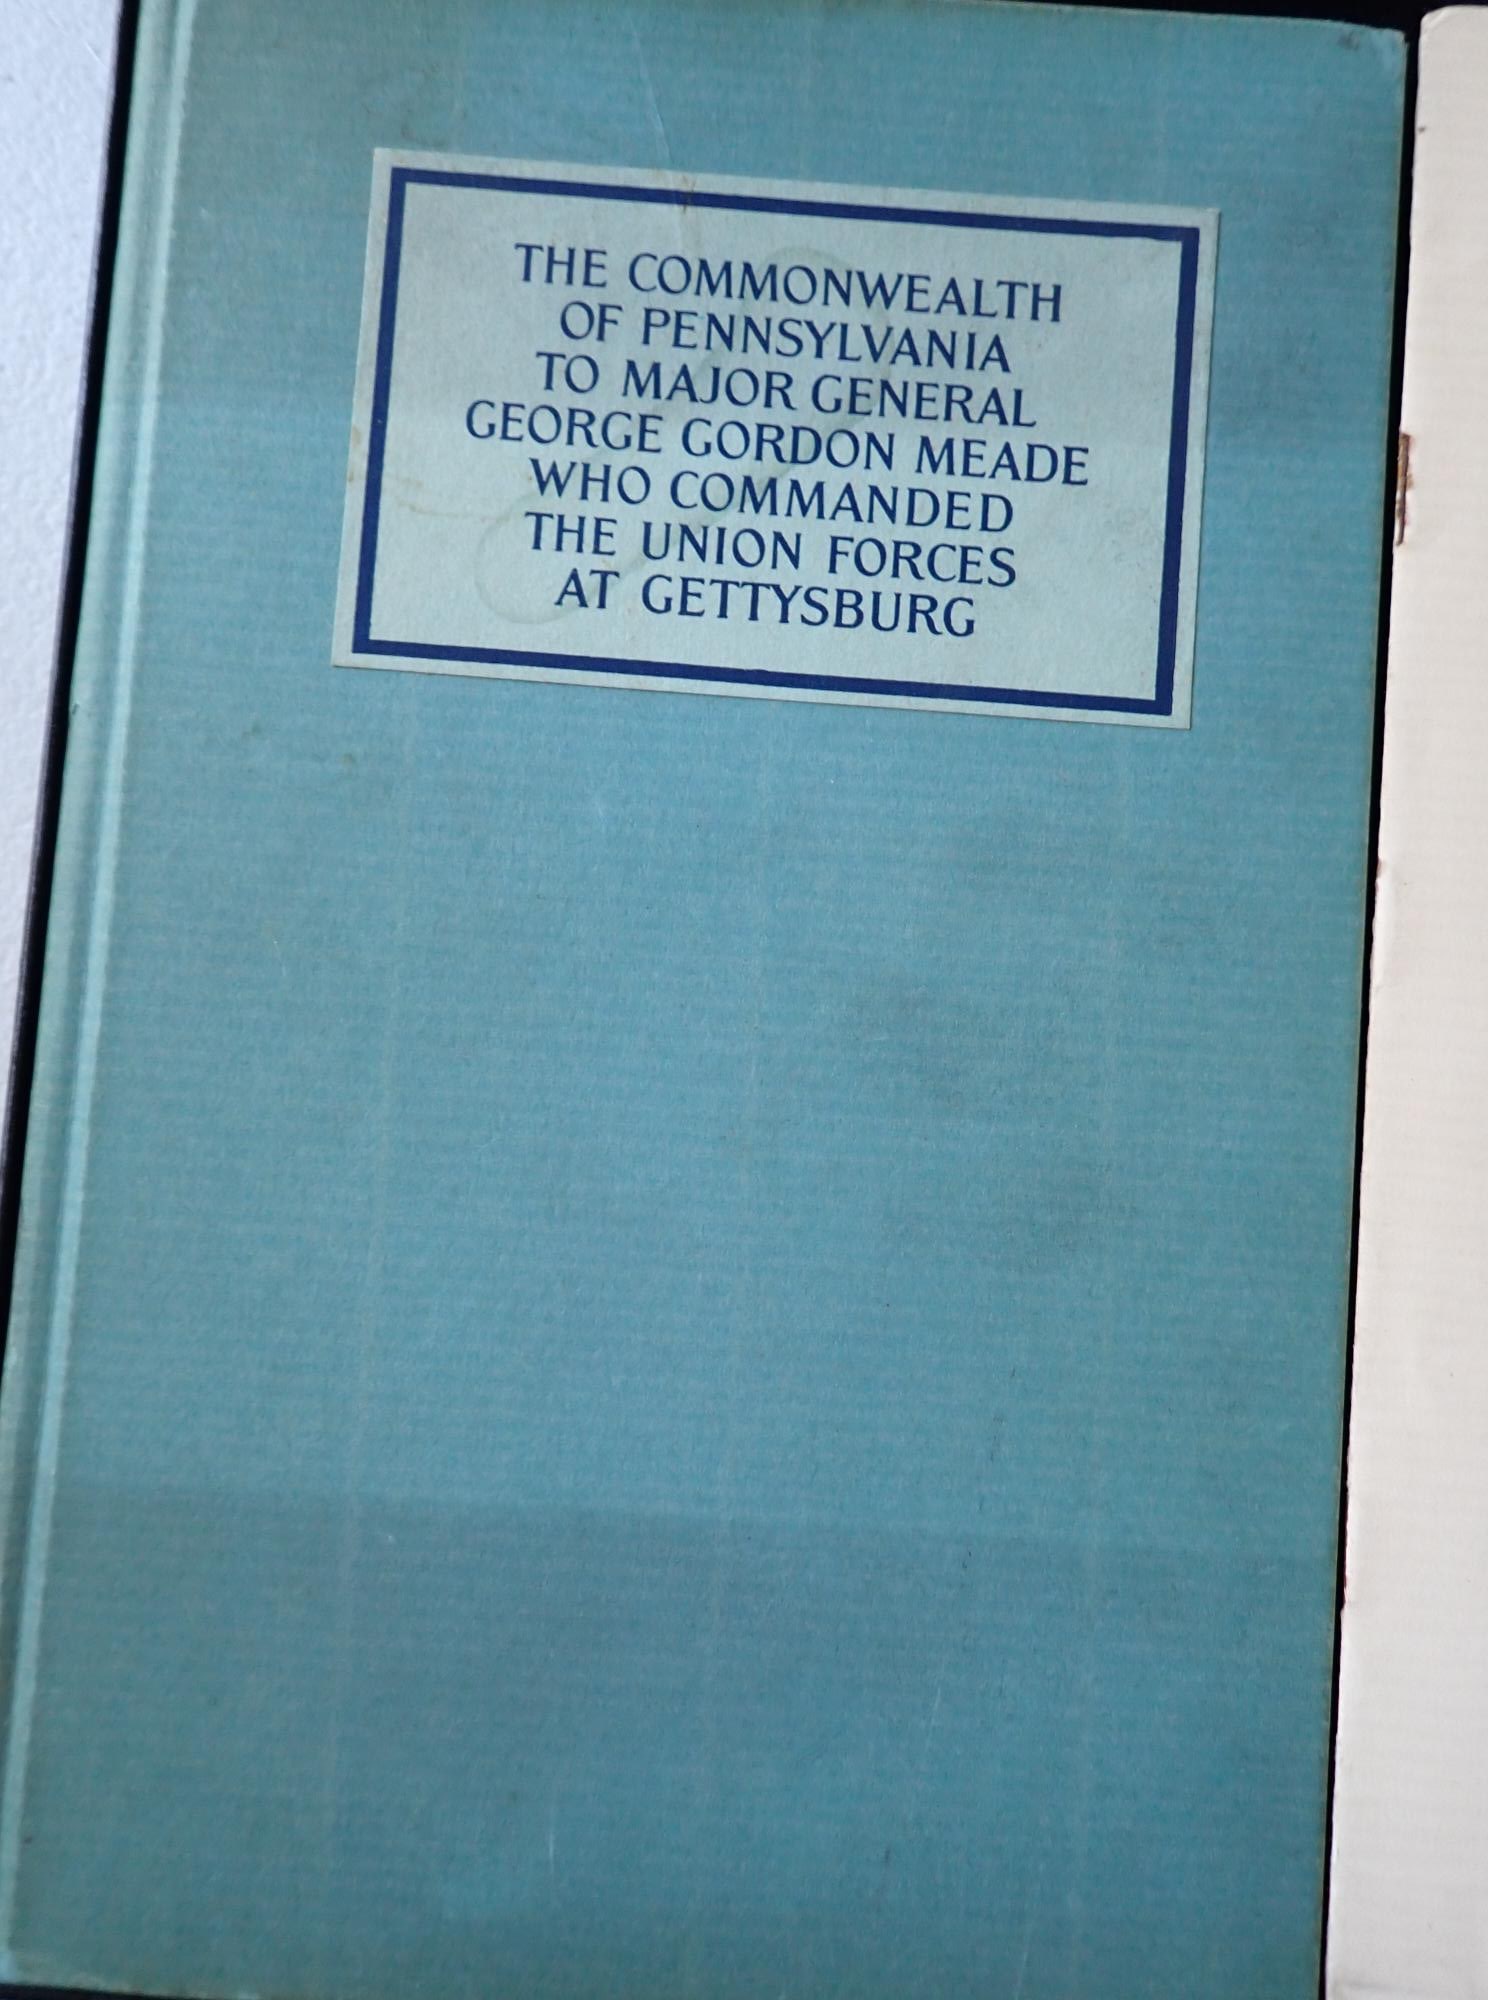 THE COMMONWEALTH
OF PENNSYLVANIA
TO MAJOR GENERAL
GEORGE GORDON MEADE
WHO COMMANDED
THE UNION FORCES
AT GETTYSBURG